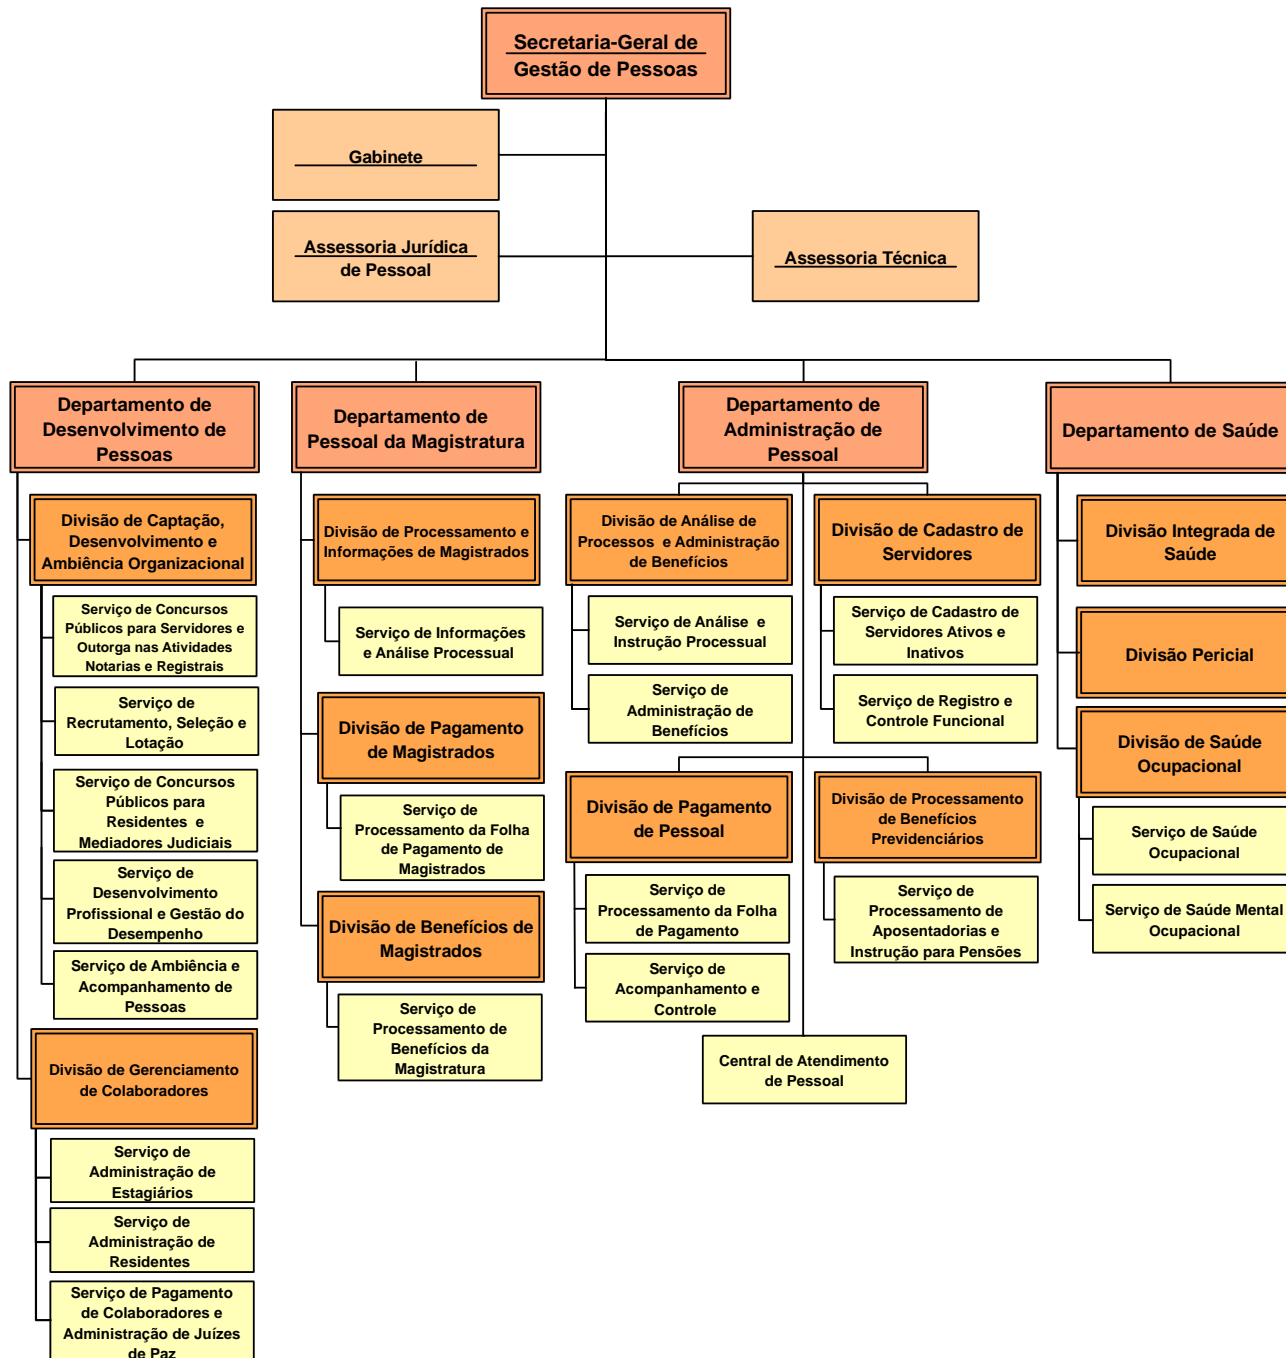 Secretaria-Geral de
Gestão de Pessoas
Gabinete
Assessoria Jurídica
de Pessoal
Assessoria Técnica
Departamento de
Desenvolvimento de
Pessoas
Departamento de
Pessoal da Magistratura
Departamento de
Administração de
Pessoal
Departamento de Saúde
Divisão de Captação,
Desenvolvimento e
Ambiência Organizacional
Serviço de Concursos
Públicos para Servidores e
Outorga nas Atividades
Notarias e Registrais
Serviço de
Recrutamento, Seleção e
Lotação
Serviço de Concursos
Públicos para
Residentes e
Mediadores Judiciais
Serviço de
Desenvolvimento
Profissional e Gestão do
Desempenho
Serviço de Ambiência e
Acompanhamento de
Pessoas
Divisão de Gerenciamento
de Colaboradores
Serviço de
Administração de
Estagiários
Serviço de
Administração de
Residentes
Serviço de Pagamento
de Colaboradores e
Administração de Juízes
de Paz
Divisão de Processamento e
Informações de Magistrados
Serviço de Informações
e Análise Processual
Divisão de Pagamento
de Magistrados
Serviço de
Processamento da Folha
de Pagamento de
Magistrados
Divisão de Benefícios de
Magistrados
Serviço de
Processamento de
Benefícios da
Magistratura
Divisão de Análise de
Processos e Administração
de Benefícios
Serviço de Análise e
Instrução Processual
Serviço de
Administração de
Benefícios
Divisão de Cadastro de
Servidores
Serviço de Cadastro de
Servidores Ativos e
Inativos
Serviço de Registro e
Controle Funcional
Divisão de Pagamento
de Pessoal
Serviço de
Processamento da Folha
de Pagamento
Serviço de
Acompanhamento e
Controle
Divisão de Processamento
de Benefícios
Previdenciários
Serviço de
Processamento de
Aposentadorias e
Instrução para Pensões
Central de Atendimento
de Pessoal
Divisão Integrada de
Saúde
Divisão Pericial
Divisão de Saúde
Ocupacional
Serviço de Saúde
Ocupacional
Serviço de Saúde Mental
Ocupacional